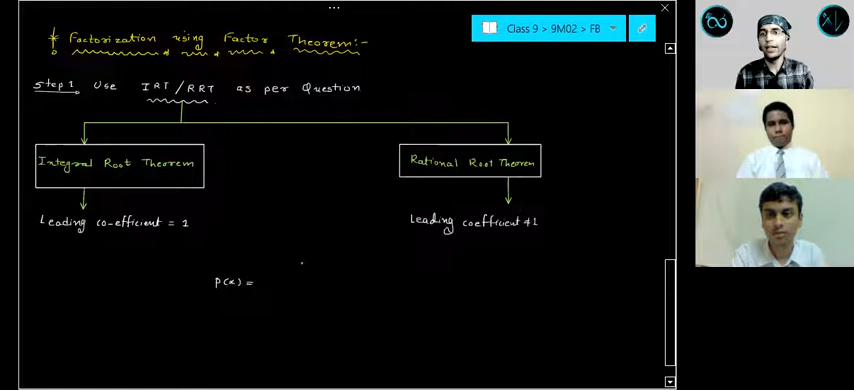 * Factorization using Factor Theorem:-
Class 9 > 9M02 > FB
Step 1. Use IRT/RRT as per Question
Integral Root Theorem
Rational Root Theorem
Leading co-efficient = 1
Leading coefficient ≠ 1
P(x) =